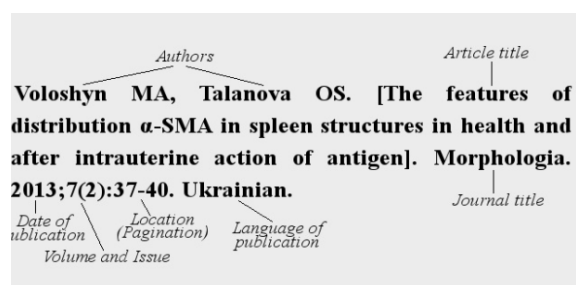 Authors
Article title
Voloshyn MA, Talanova OS. [The features of
distribution α-SMA in spleen structures in health and
after intrauterine action of antigen]. Morphologia.
2013;7(2):37-40. Ukrainian.
Journal title
Date of
ublication
Location
(Pagination)
Language of
publication
Volume and Issue